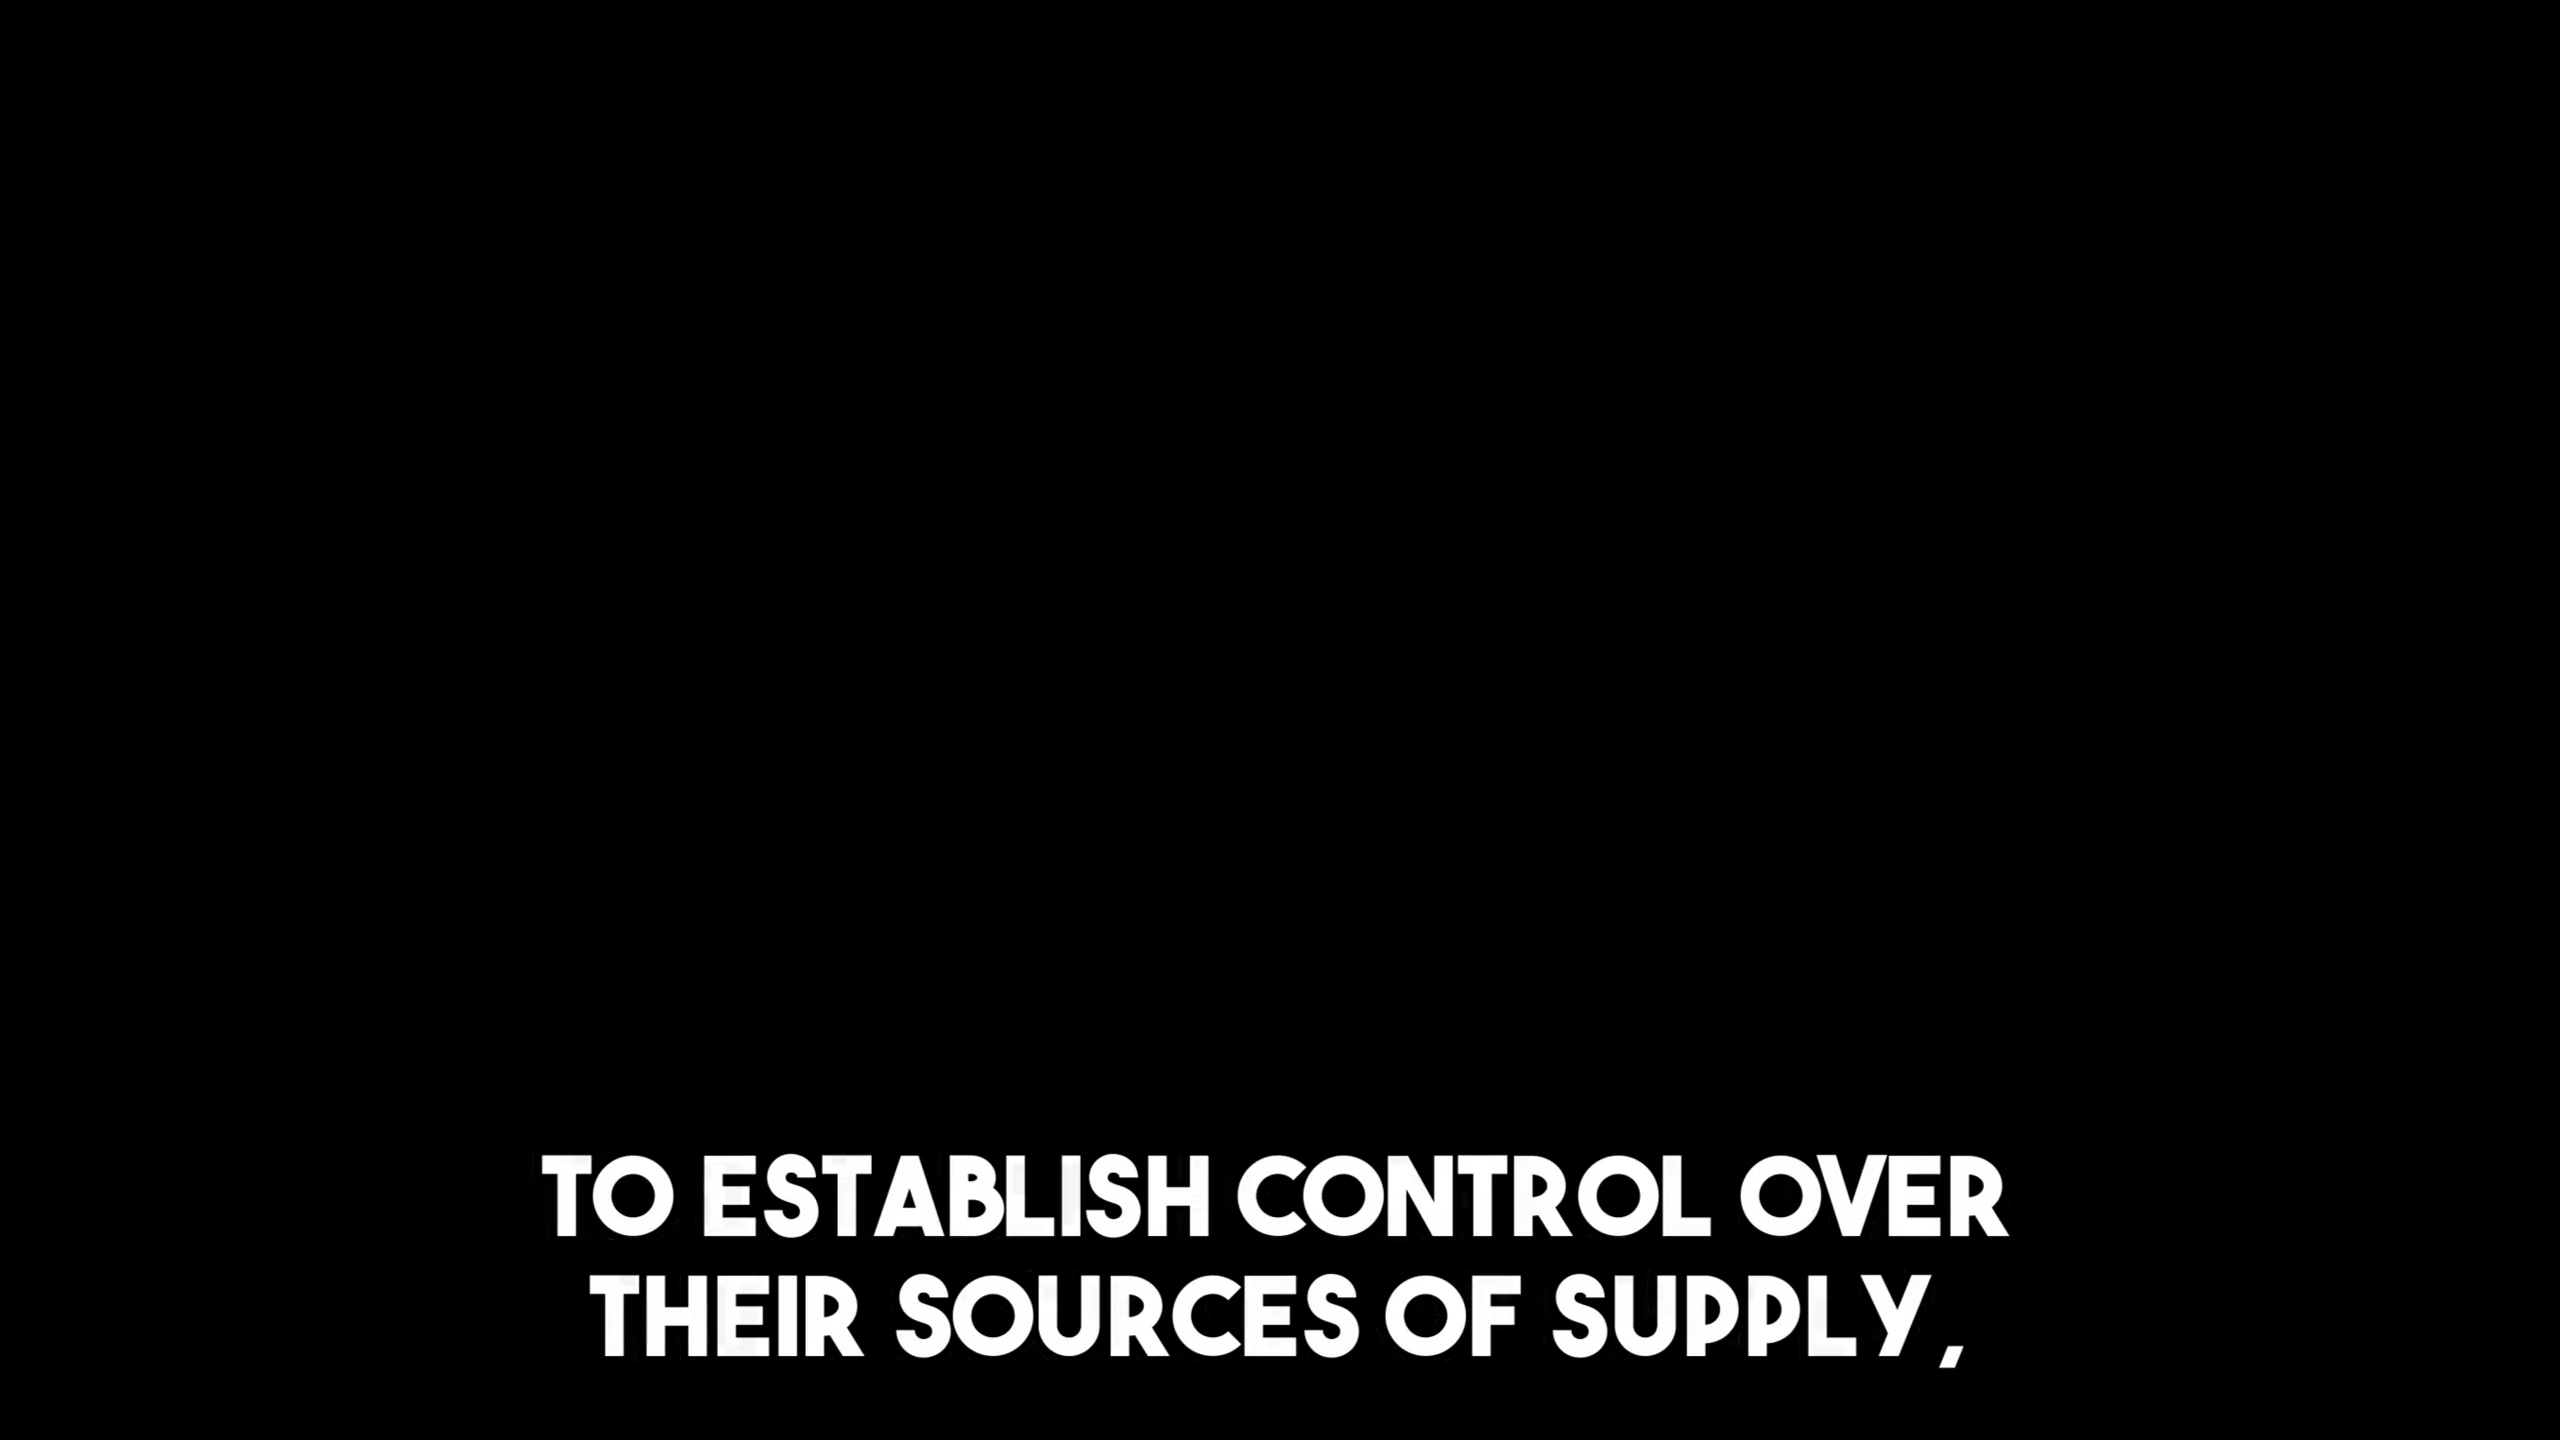 TO ESTABLISH CONTROL OVER
THEIR SOURCES OF SUPPLY,